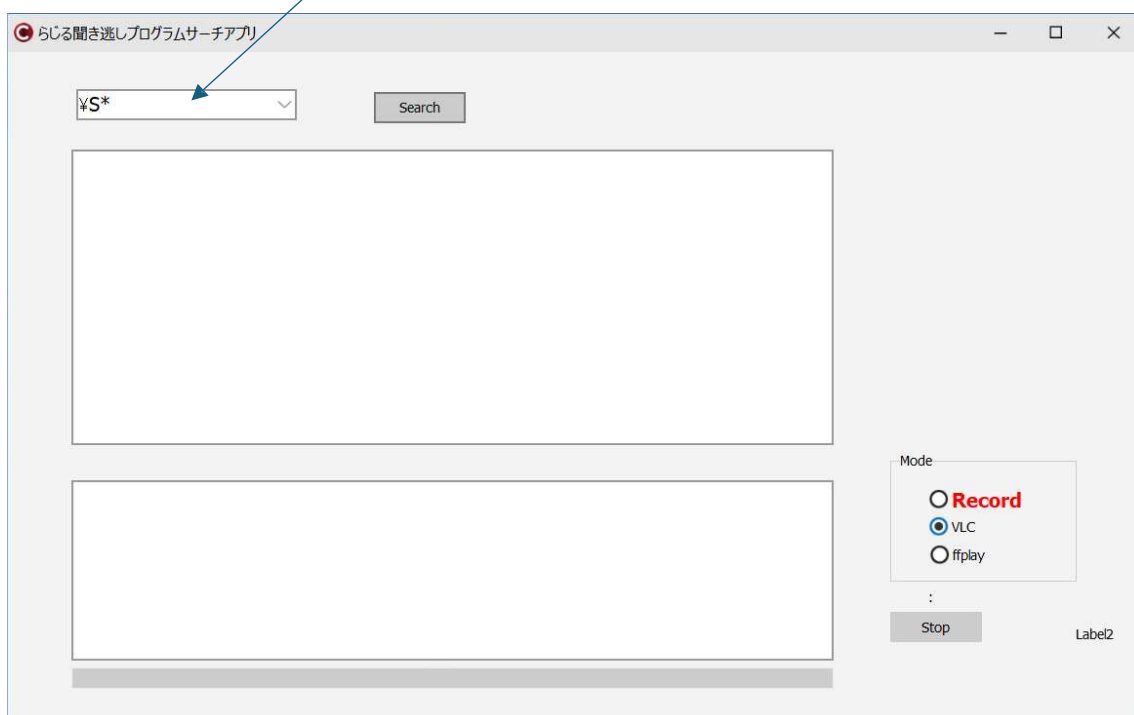 らじる聞き逃しプログラムサーチアプリ
¥S*
Search
Mode
Record
VLC
ffplay
:
Stop
Label2